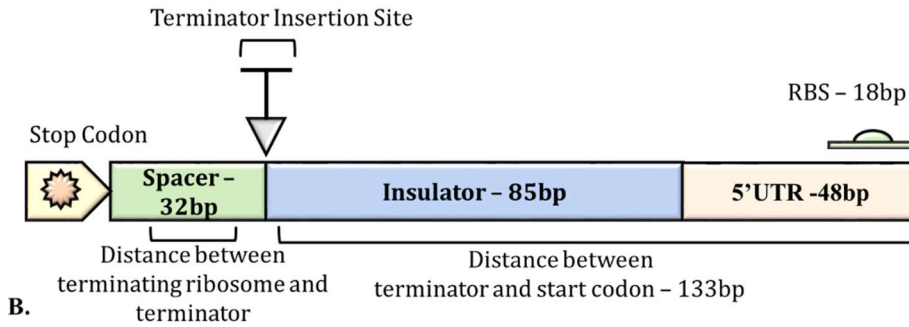 Terminator Insertion Site
RBS – 18bp
Stop Codon
Spacer –
32bp
Insulator – 85bp
5'UTR -48bp
Distance between
terminating ribosome and
terminator
Distance between
terminator and start codon – 133bp
B.